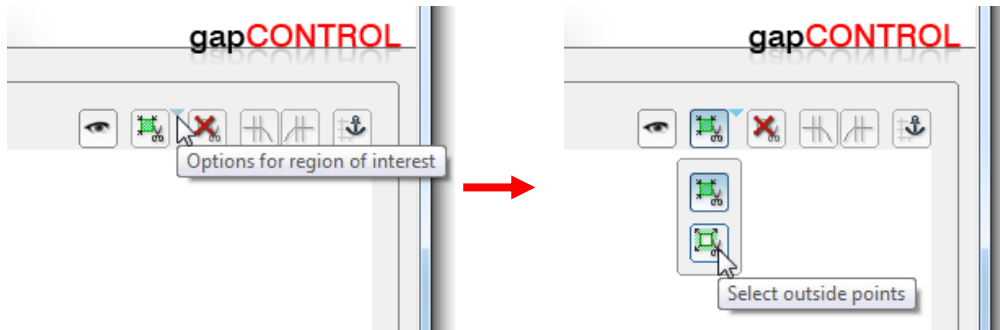 gapCONTROL
Options for region of interest
gapCONTROL
Select outside points